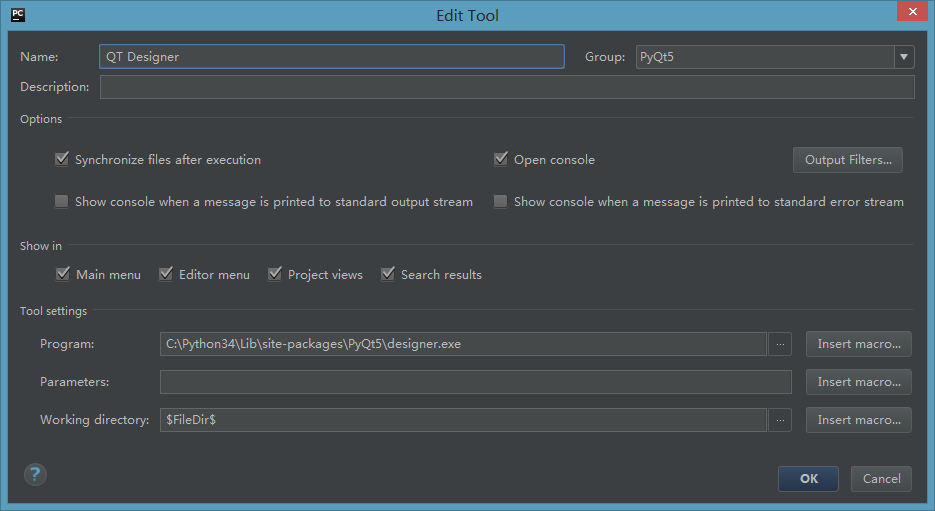 PC
Edit Tool
Name: QT Designer Group: PyQt5
Description:
Options
Synchronize files after execution Open console Output Filters...
Show console when a message is printed to standard output stream Show console when a message is printed to standard error stream
Show in
Main menu Editor menu Project views Search results
Tool settings
Program: C:\Python34\Lib\site-packages\PyQt5\designer.exe ... Insert macro...
Parameters: Insert macro...
Working directory: $FileDir$ ... Insert macro...
? OK Cancel